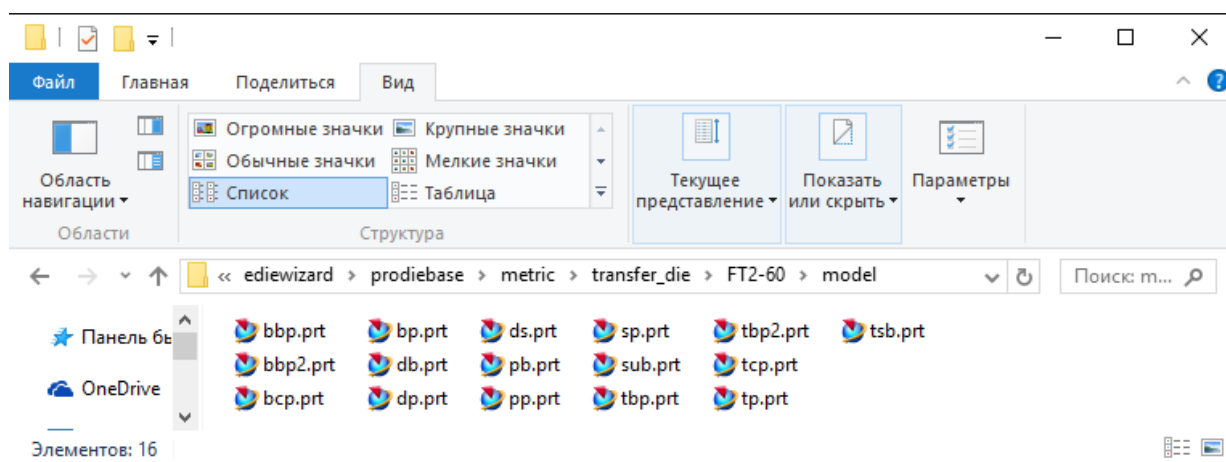 Файл Главная Поделиться Вид
Огромные значки Крупные значки
Обычные значки Мелкие значки
Список Таблица
Область навигации
Текущее представление
Показать или скрыть
Параметры
Области Структура
« ediewizard › prodiebase › metric › transfer_die › FT2-60 › model
Поиск: m...
Панель бы
OneDrive
bbp.prt bp.prt ds.prt sp.prt tbp2.prt tsb.prt
bbp2.prt db.prt pb.prt sub.prt tcp.prt
bcp.prt dp.prt pp.prt tbp.prt tp.prt
Элементов: 16